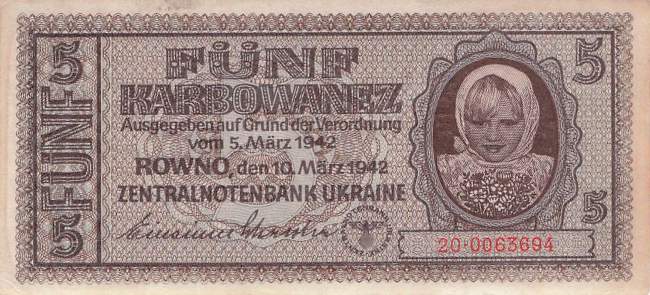 5 FÜNF 5
FÜNF
KARBOWANEZ
Ausgegeben auf Grund der Verordnung
vom 5. März 1942
ROWNO, den 10. März 1942
ZENTRALNOTENBANK UKRAINE
5
5
20·0063694